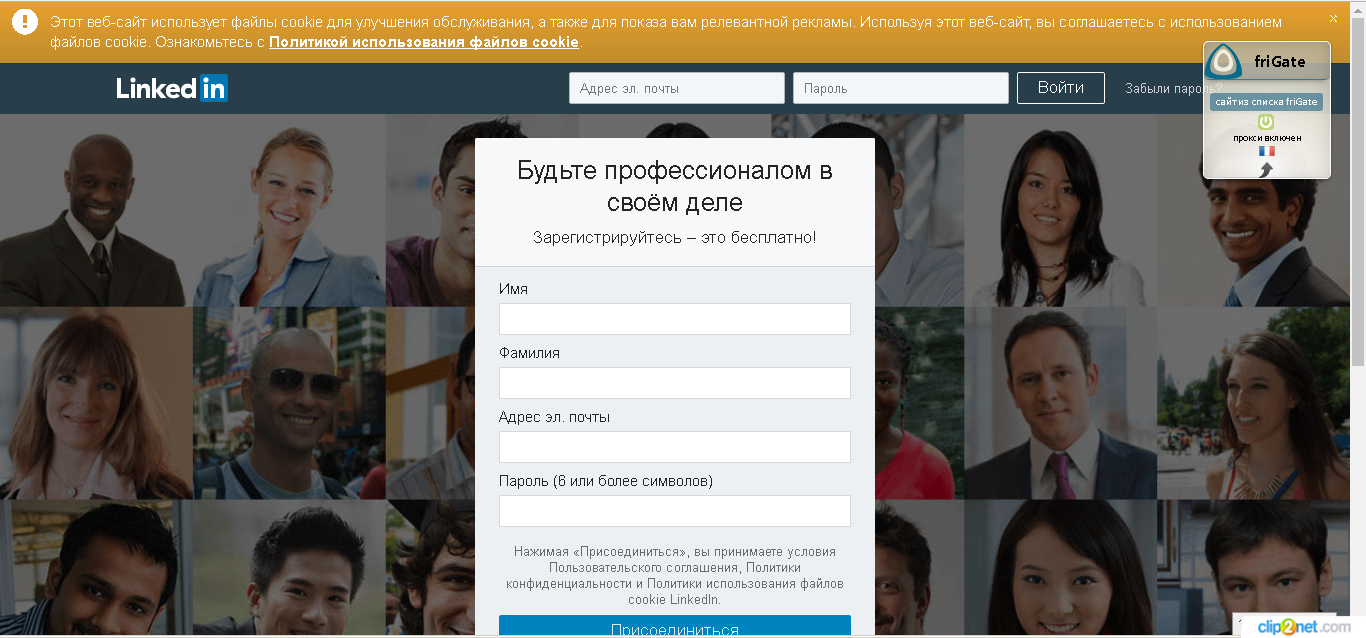 Этот веб-сайт использует файлы cookie для улучшения обслуживания, а также для показа вам релевантной рекламы. Используя этот веб-сайт, вы соглашаетесь с использованием
файлов cookie. Ознакомьтесь с Политикой использования файлов cookie.
×
Linked in
Адрес эл. почты
Пароль
Войти
Забыли пароль?
friGate
сайт из списка friGate
прокси включен
Будьте профессионалом в
своём деле
Зарегистрируйтесь – это бесплатно!
Имя
Фамилия
Адрес эл. почты
Пароль (6 или более символов)
Нажимая «Присоединиться», вы принимаете условия
Пользовательского соглашения, Политики
конфиденциальности и Политики использования файлов
cookie LinkedIn.
Присоединиться
clip2net.com